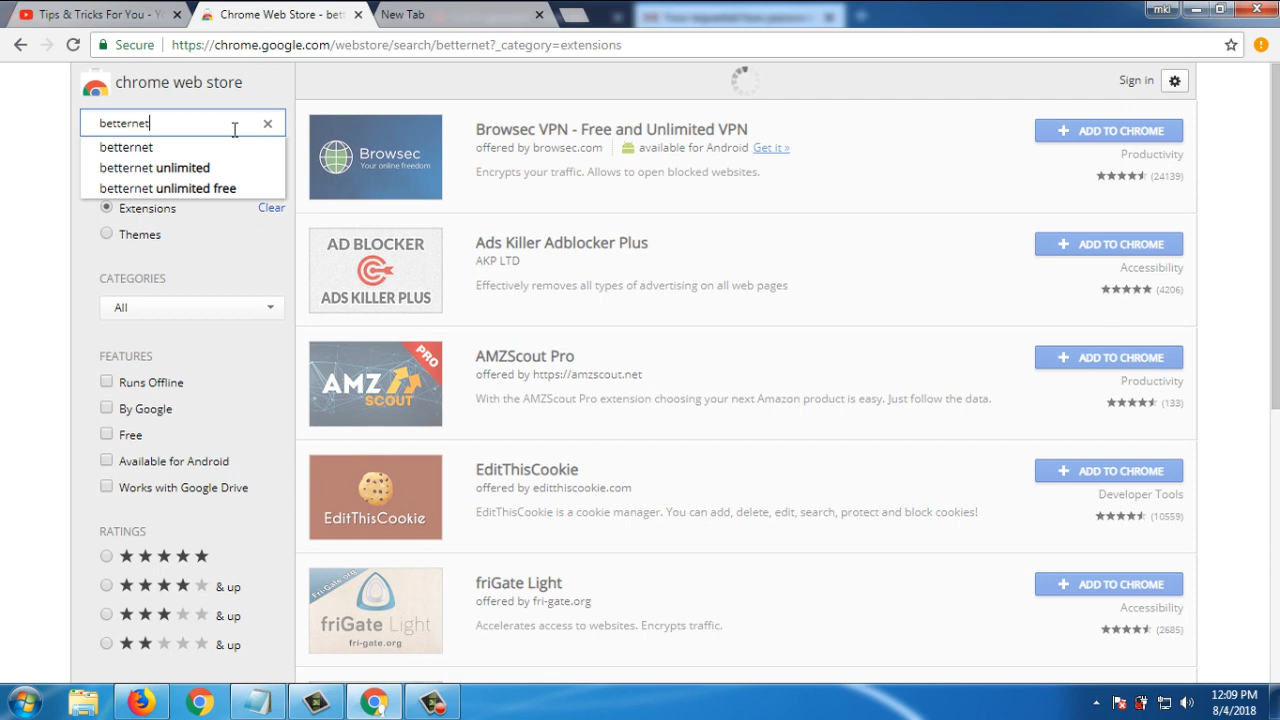 Tips & Tricks For You - Y
Chrome Web Store - bett
New Tab
mki
Secure
https://chrome.google.com/webstore/search/betternet?_category=extensions
chrome web store
Sign in
betternet
betternet
betternet unlimited
betternet unlimited free
Extensions
Clear
Themes
CATEGORIES
All
FEATURES
Runs Offline
By Google
Free
Available for Android
Works with Google Drive
RATINGS
& up
& up
& up
Browsec
Your online freedom
Browsec VPN - Free and Unlimited VPN
offered by browsec.com
available for Android Get it »
Encrypts your traffic. Allows to open blocked websites.
ADD TO CHROME
Productivity
(24139)
AD BLOCKER
ADS KILLER PLUS
Ads Killer Adblocker Plus
AKP LTD
Effectively removes all types of advertising on all web pages
ADD TO CHROME
Accessibility
(4206)
PRO
AMZ
SCOUT
AMZScout Pro
offered by https://amzscout.net
With the AMZScout Pro extension choosing your next Amazon product is easy. Just follow the data.
ADD TO CHROME
Productivity
(133)
EditThisCookie
EditThisCookie
offered by editthiscookie.com
EditThisCookie is a cookie manager. You can add, delete, edit, search, protect and block cookies!
ADD TO CHROME
Developer Tools
(10559)
Fri-Gate.org
friGate Light
fri-gate.org
friGate Light
offered by fri-gate.org
Accelerates access to websites. Encrypts traffic.
ADD TO CHROME
Accessibility
(2685)
12:09 PM
8/4/2018